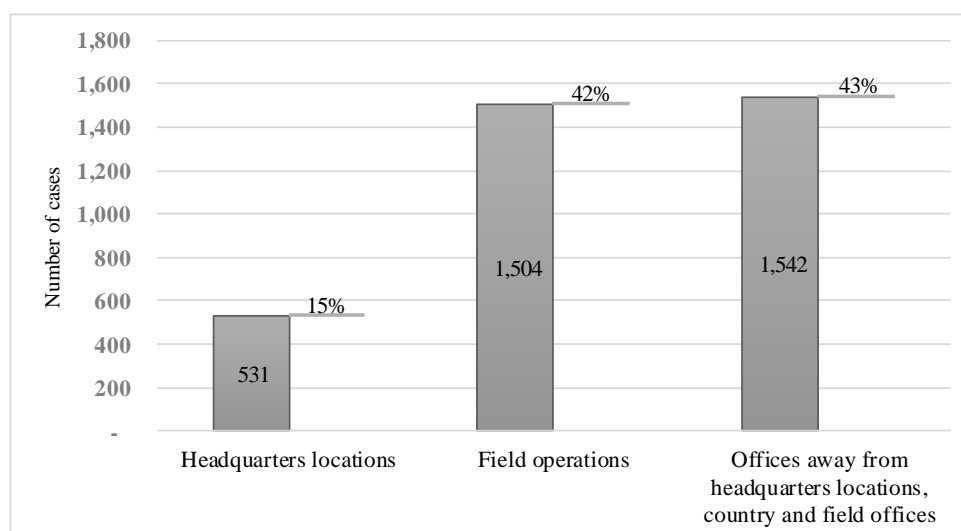 1,800
1,600
1,400
1,200
1,000
800
600
400
200
-
Number of cases
15%
42%
43%
531
1,504
1,542
Headquarters locations
Field operations
Offices away from
headquarters locations,
country and field offices